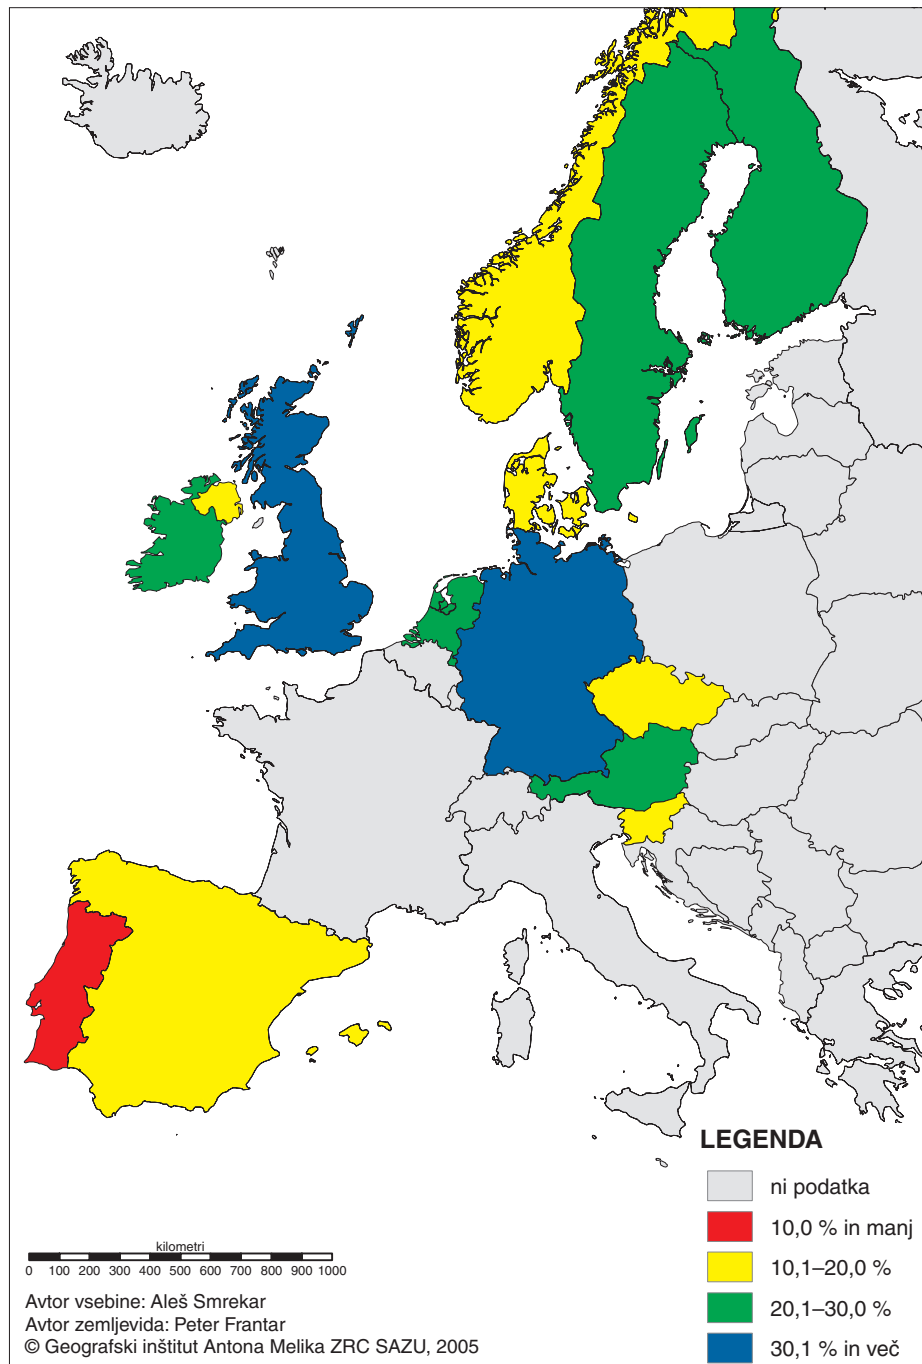 LEGENDA
ni podatka
10,0 % in manj
10,1–20,0 %
20,1–30,0 %
30,1 % in več
kilometri
0 100 200 300 400 500 600 700 800 900 1000
Avtor vsebine: Aleš Smrekar
Avtor zemljevida: Peter Frantar
© Geografski inštitut Antona Melika ZRC SAZU, 2005